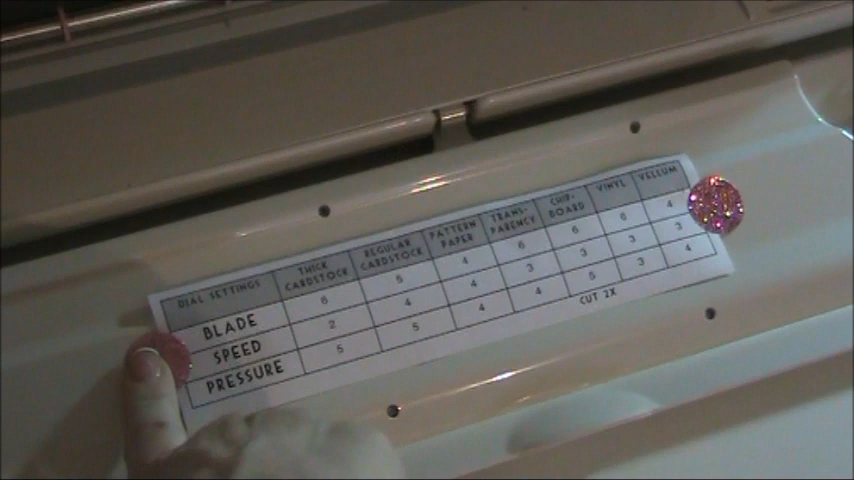 DIAL SETTINGS THICK CARDSTOCK REGULAR CARDSTOCK PATTERN PAPER TRANS-PARENCY CHIP-BOARD VINYL VELLUM
BLADE 6 5 4 6 6 6 4
SPEED 2 4 4 3 3 3 3
PRESSURE 5 5 4 4 5 3 4
CUT 2X